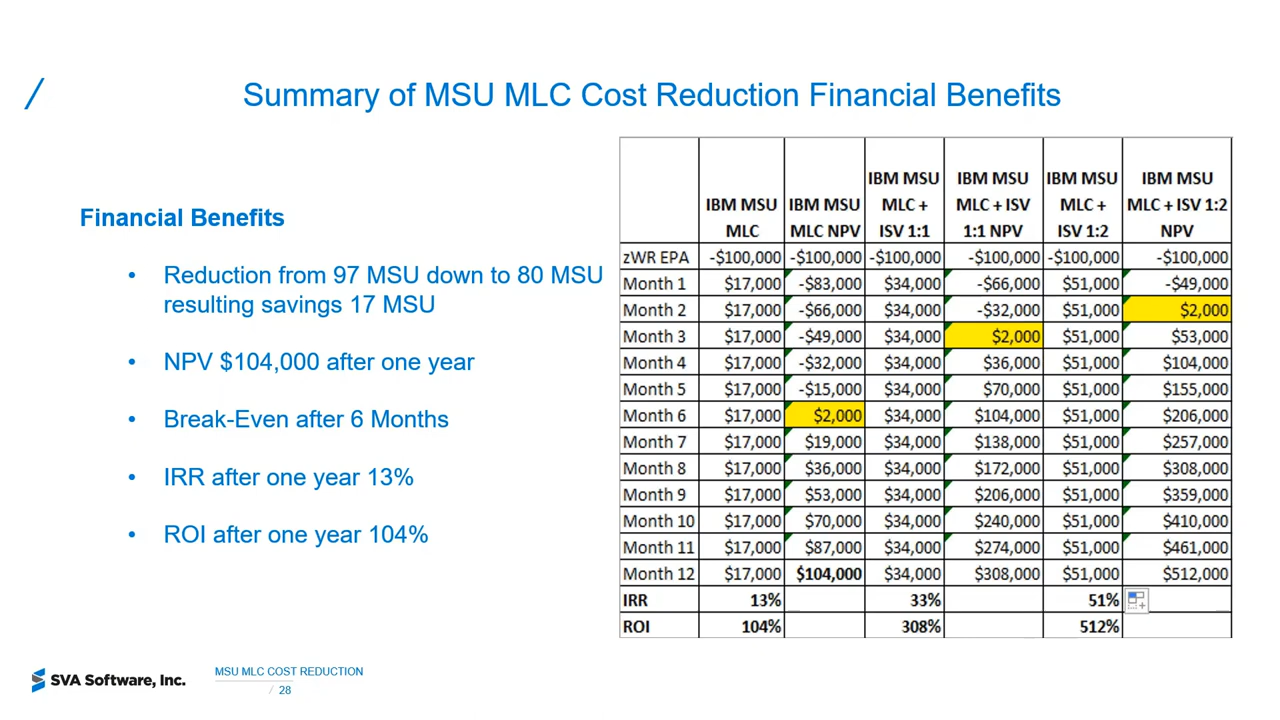 Summary of MSU MLC Cost Reduction Financial Benefits
Financial Benefits
• Reduction from 97 MSU down to 80 MSU
resulting savings 17 MSU
• NPV $104,000 after one year
• Break-Even after 6 Months
• IRR after one year 13%
• ROI after one year 104%
IBM MSU MLC | IBM MSU MLC NPV | IBM MSU MLC + ISV 1:1 | IBM MSU MLC + ISV 1:1 NPV | IBM MSU MLC + ISV 1:2 | IBM MSU MLC + ISV 1:2 NPV
zWR EPA -$100,000 -$100,000 -$100,000 -$100,000 -$100,000 -$100,000
Month 1 $17,000 -$83,000 $34,000 -$66,000 $51,000 -$49,000
Month 2 $17,000 -$66,000 $34,000 -$32,000 $51,000 $2,000
Month 3 $17,000 -$49,000 $34,000 $2,000 $51,000 $53,000
Month 4 $17,000 -$32,000 $34,000 $36,000 $51,000 $104,000
Month 5 $17,000 -$15,000 $34,000 $70,000 $51,000 $155,000
Month 6 $17,000 $2,000 $34,000 $104,000 $51,000 $206,000
Month 7 $17,000 $19,000 $34,000 $138,000 $51,000 $257,000
Month 8 $17,000 $36,000 $34,000 $172,000 $51,000 $308,000
Month 9 $17,000 $53,000 $34,000 $206,000 $51,000 $359,000
Month 10 $17,000 $70,000 $34,000 $240,000 $51,000 $410,000
Month 11 $17,000 $87,000 $34,000 $274,000 $51,000 $461,000
Month 12 $17,000 $104,000 $34,000 $308,000 $51,000 $512,000
IRR 13% 33% 51%
ROI 104% 308% 512%
SVA Software, Inc.
MSU MLC COST REDUCTION
/ 28